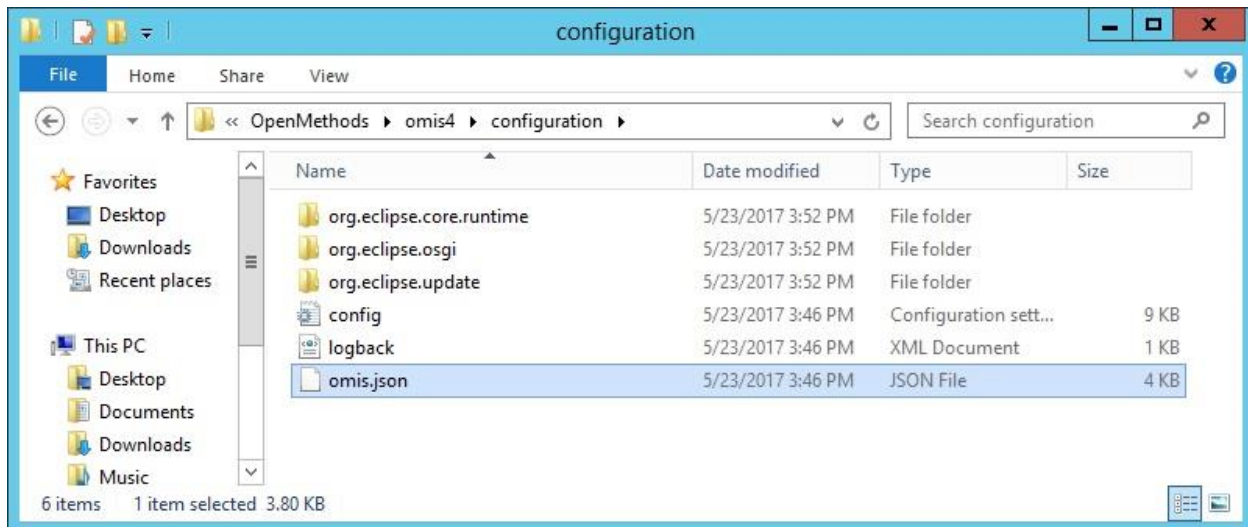 configuration
File Home Share View
« OpenMethods omis4 configuration Search configuration
Name Date modified Type Size
Favorites
Desktop
Downloads
Recent places
This PC
Desktop
Documents
Downloads
Music
org.eclipse.core.runtime 5/23/2017 3:52 PM File folder
org.eclipse.osgi 5/23/2017 3:52 PM File folder
org.eclipse.update 5/23/2017 3:52 PM File folder
config 5/23/2017 3:46 PM Configuration sett... 9 KB
logback 5/23/2017 3:46 PM XML Document 1 KB
omis.json 5/23/2017 3:46 PM JSON File 4 KB
6 items 1 item selected 3.80 KB